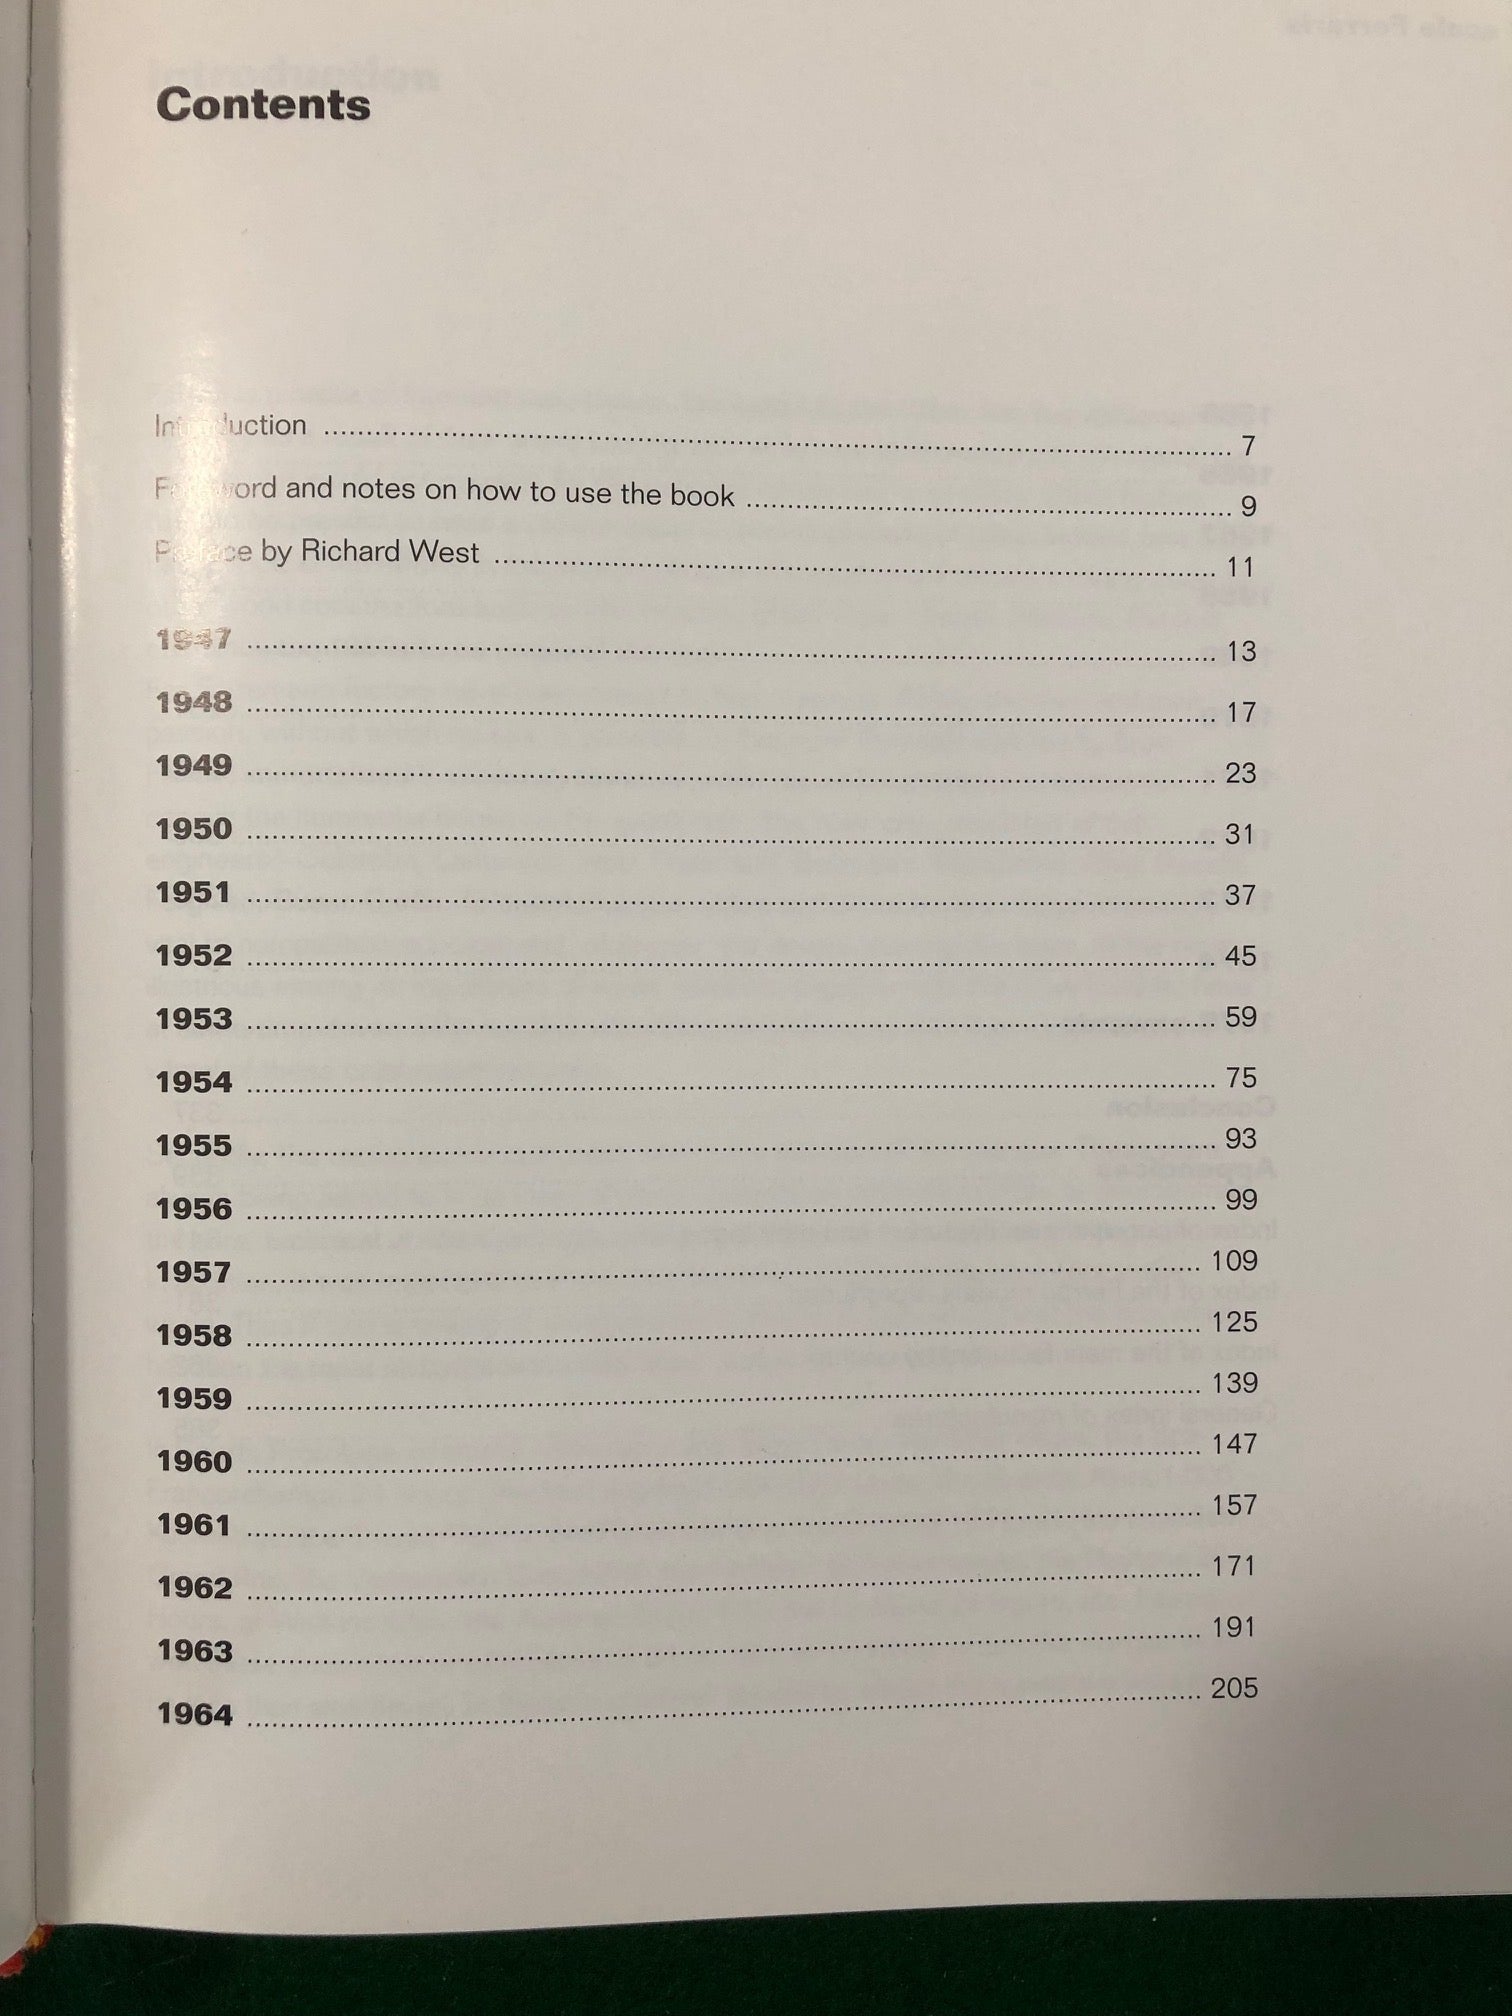 Contents
Introduction ........ 7
Foreword and notes on how to use the book ........ 9
Preface by Richard West ........ 11
1947 ........ 13
1948 ........ 17
1949 ........ 23
1950 ........ 31
1951 ........ 37
1952 ........ 45
1953 ........ 59
1954 ........ 75
1955 ........ 93
1956 ........ 99
1957 ........ 109
1958 ........ 125
1959 ........ 139
1960 ........ 147
1961 ........ 157
1962 ........ 171
1963 ........ 191
1964 ........ 205